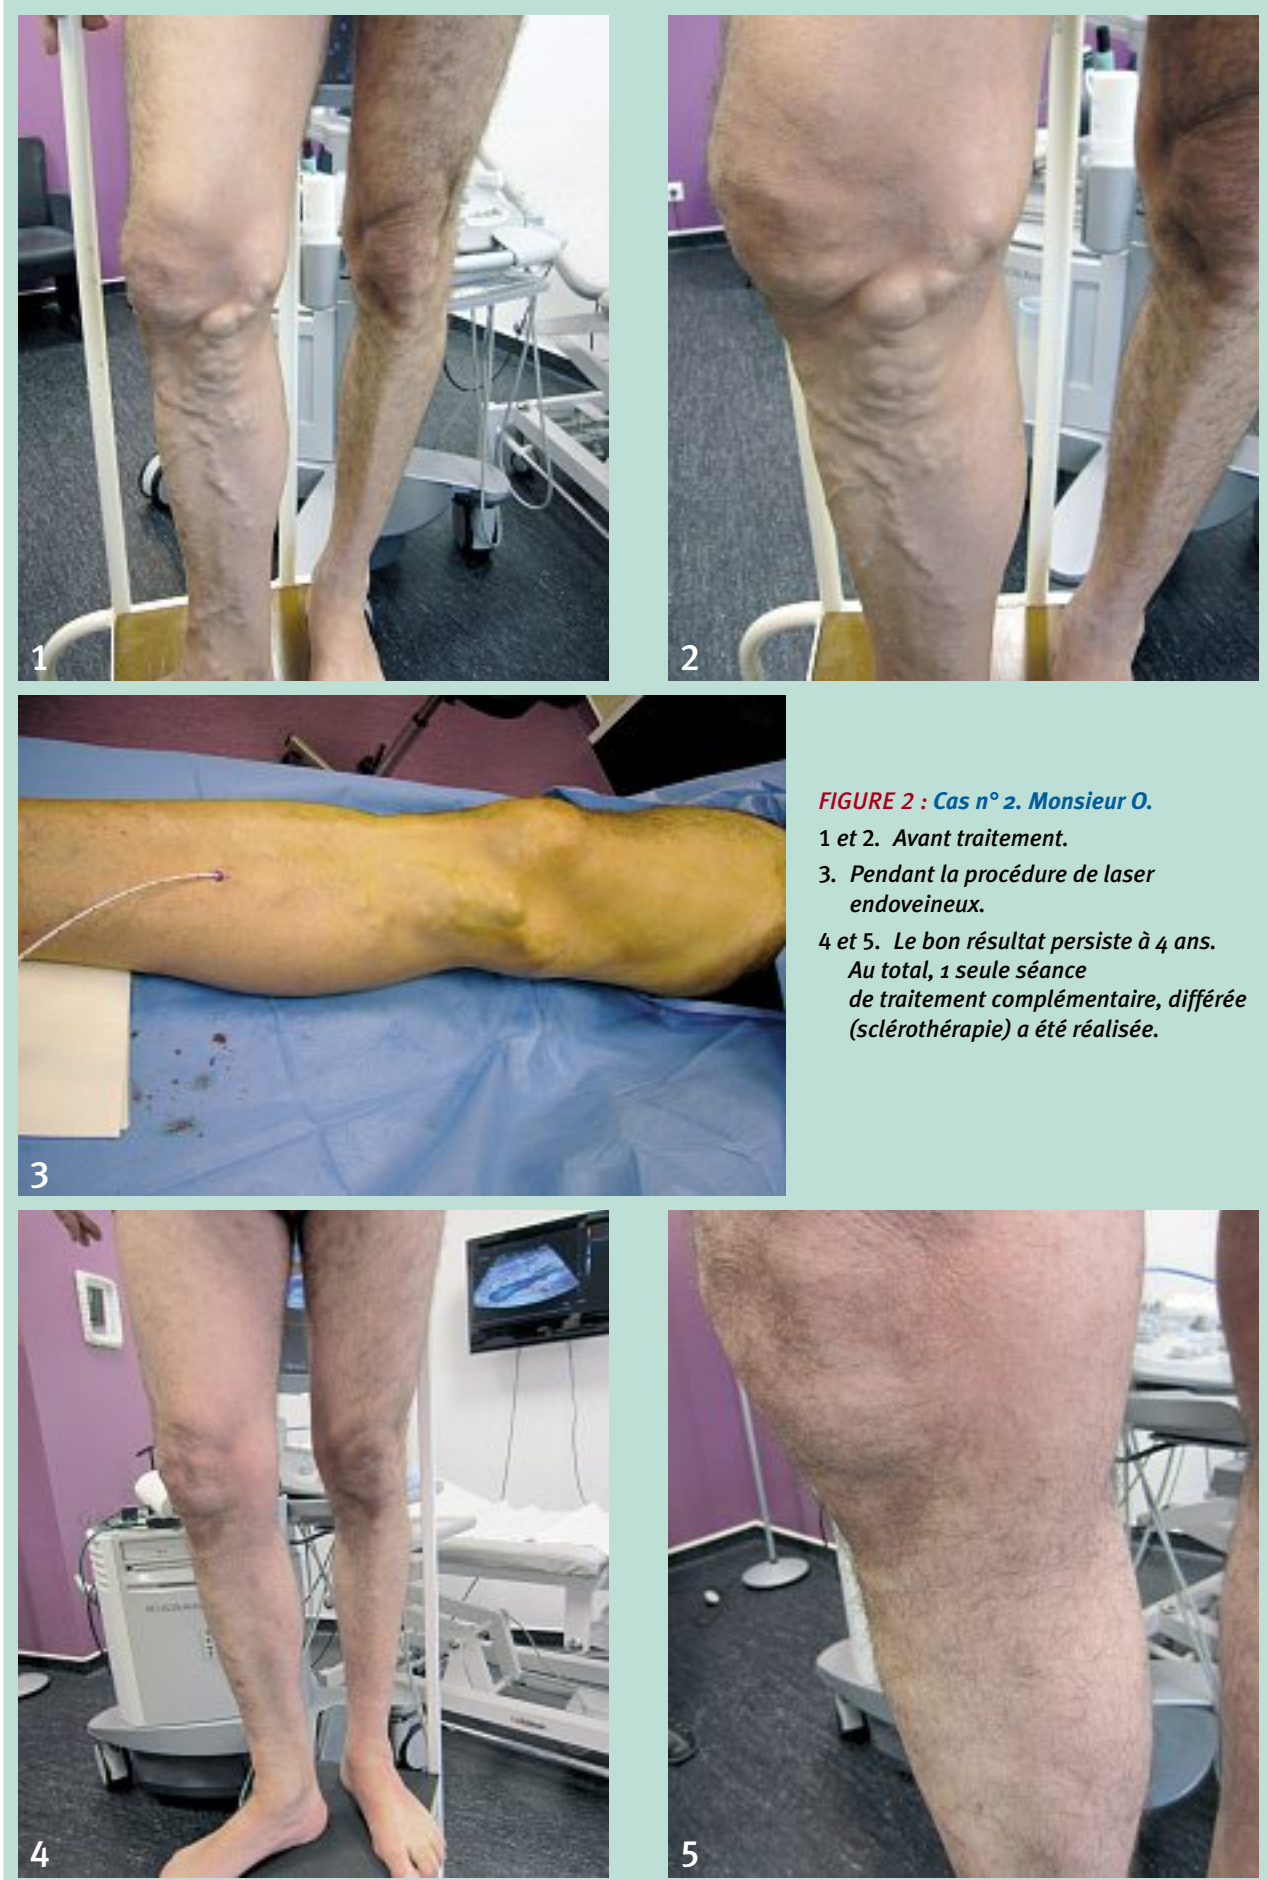 1
2
FIGURE 2 : Cas n° 2. Monsieur O.
1 et 2. Avant traitement.
3. Pendant la procédure de laser
endoveineux.
4 et 5. Le bon résultat persiste à 4 ans.
Au total, 1 seule séance
de traitement complémentaire, différée
(sclérothérapie) a été réalisée.
3
4
5